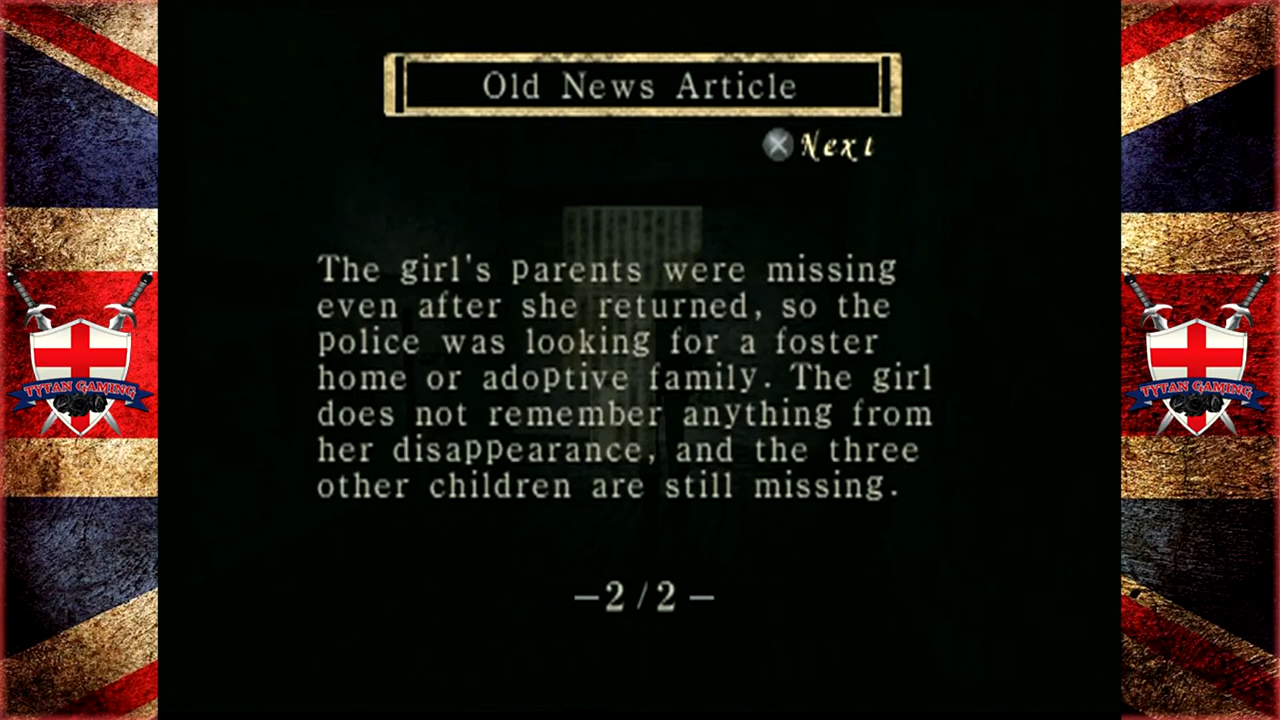 Old News Article
Next
The girl's parents were missing
even after she returned, so the
police was looking for a foster
home or adoptive family. The girl
does not remember anything from
her disappearance, and the three
other children are still missing.
—2/2—
TYTAN GAMING
TYTAN GAMING